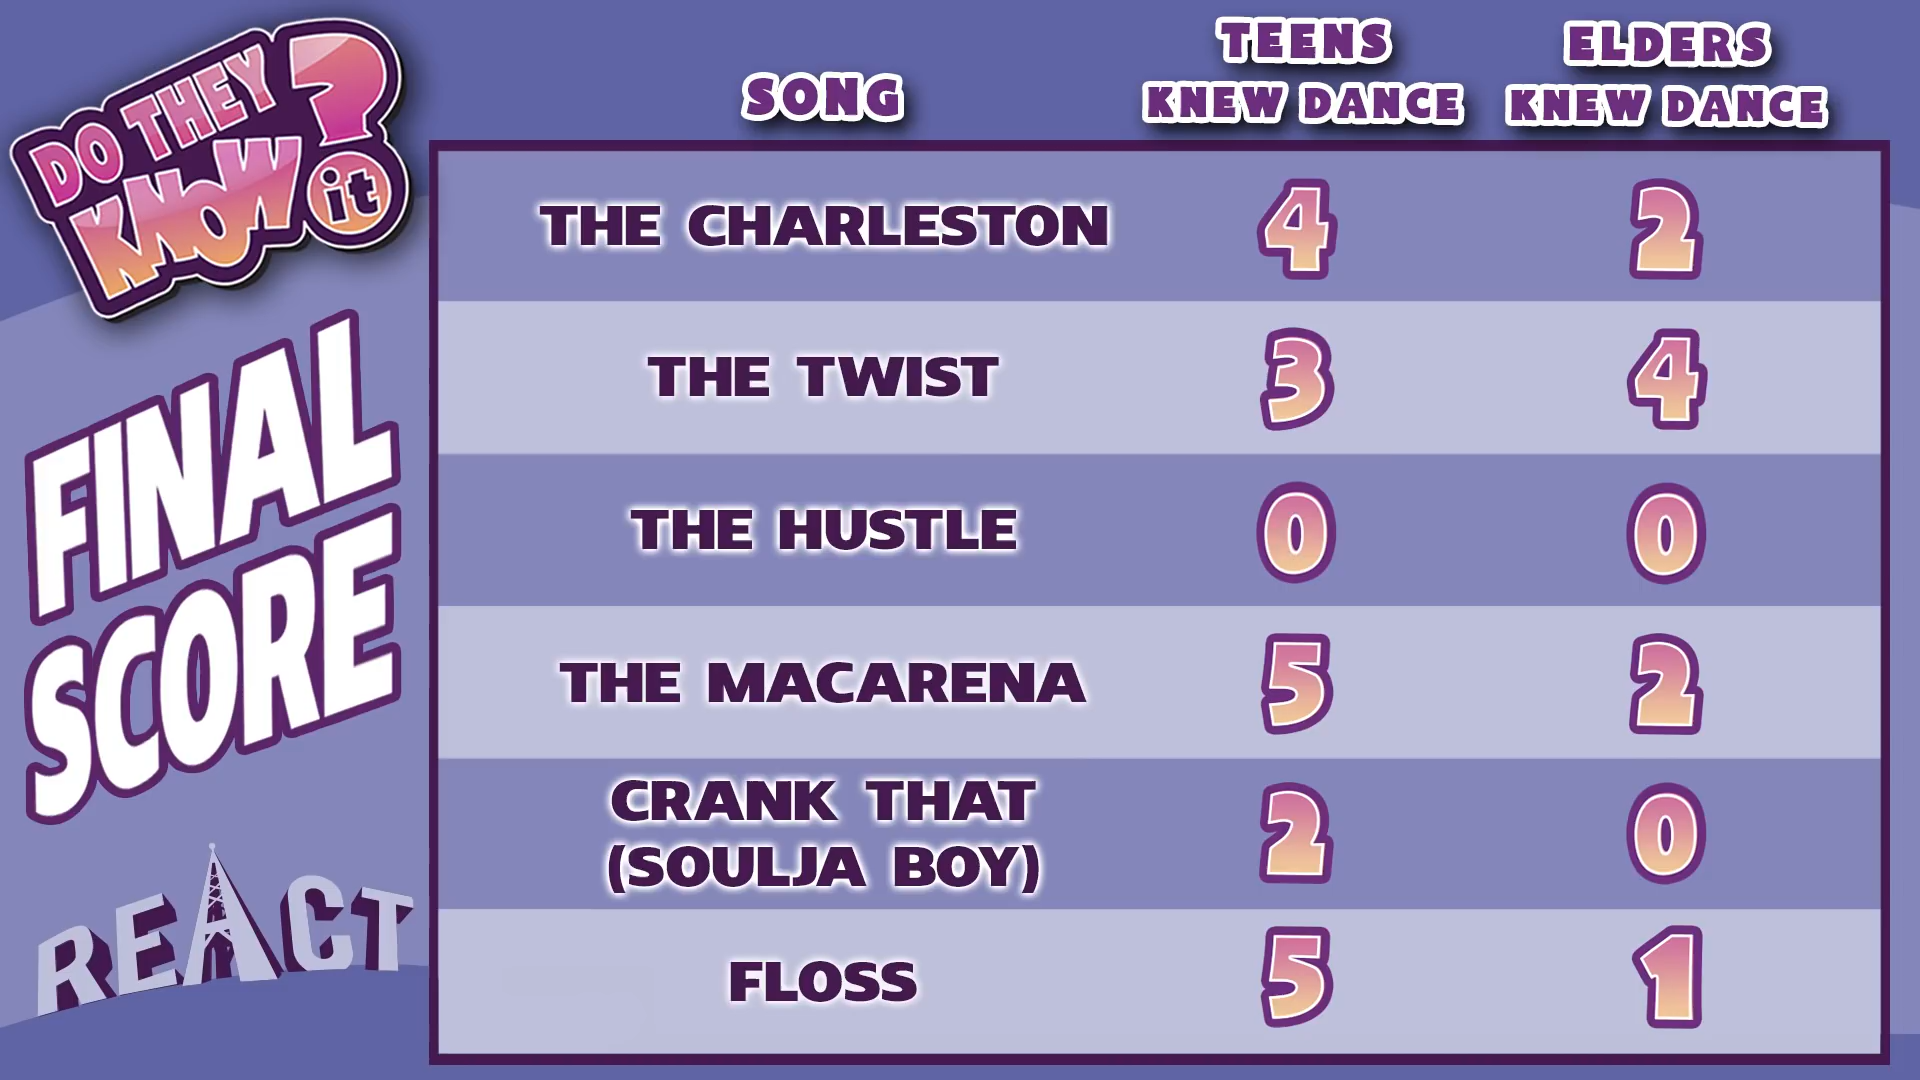 DO THEY
KNOW it?
FINAL
SCORE
REACT
SONG
TEENS
KNEW DANCE
ELDERS
KNEW DANCE
THE CHARLESTON 4 2
THE TWIST 3 4
THE HUSTLE 0 0
THE MACARENA 5 2
CRANK THAT
(SOULJA BOY) 2 0
FLOSS 5 1